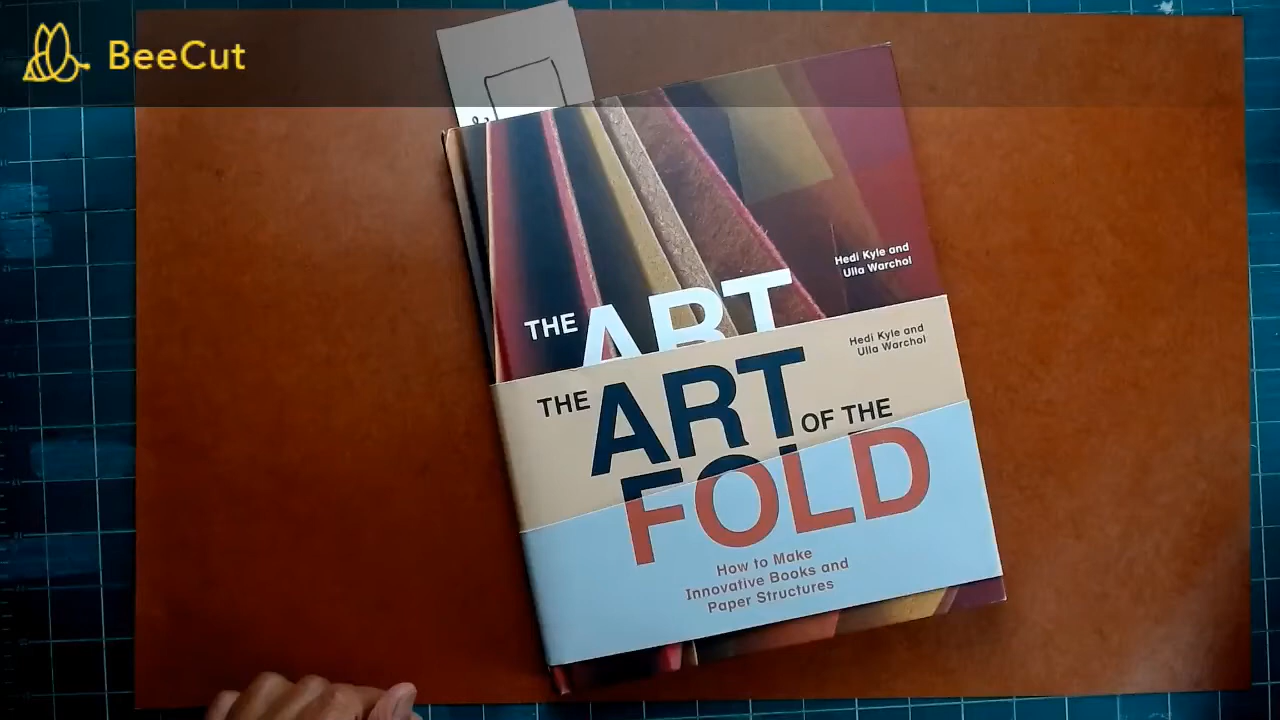 BeeCut
Hedi Kyle and
Ulla Warchol
THE ART
Hedi Kyle and
Ulla Warchol
THE ART OF THE
FOLD
How to Make
Innovative Books and
Paper Structures